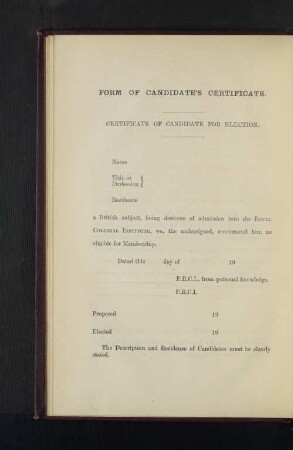 FORM OF CANDIDATE'S CERTIFICATE.
CERTIFICATE OF CANDIDATE FOR ELECTION.
Name
Title or
Profession
Residence
a British subject, being desirous of admission into the ROYAL
COLONIAL INSTITUTE, we, the undersigned, recommend him as
eligible for Membership.
Dated this day of 19
F.R.C.I., from personal knowledge.
F.R.C.I.
Proposed 19
Elected 19
The Description and Residence of Candidates must be clearly
stated.